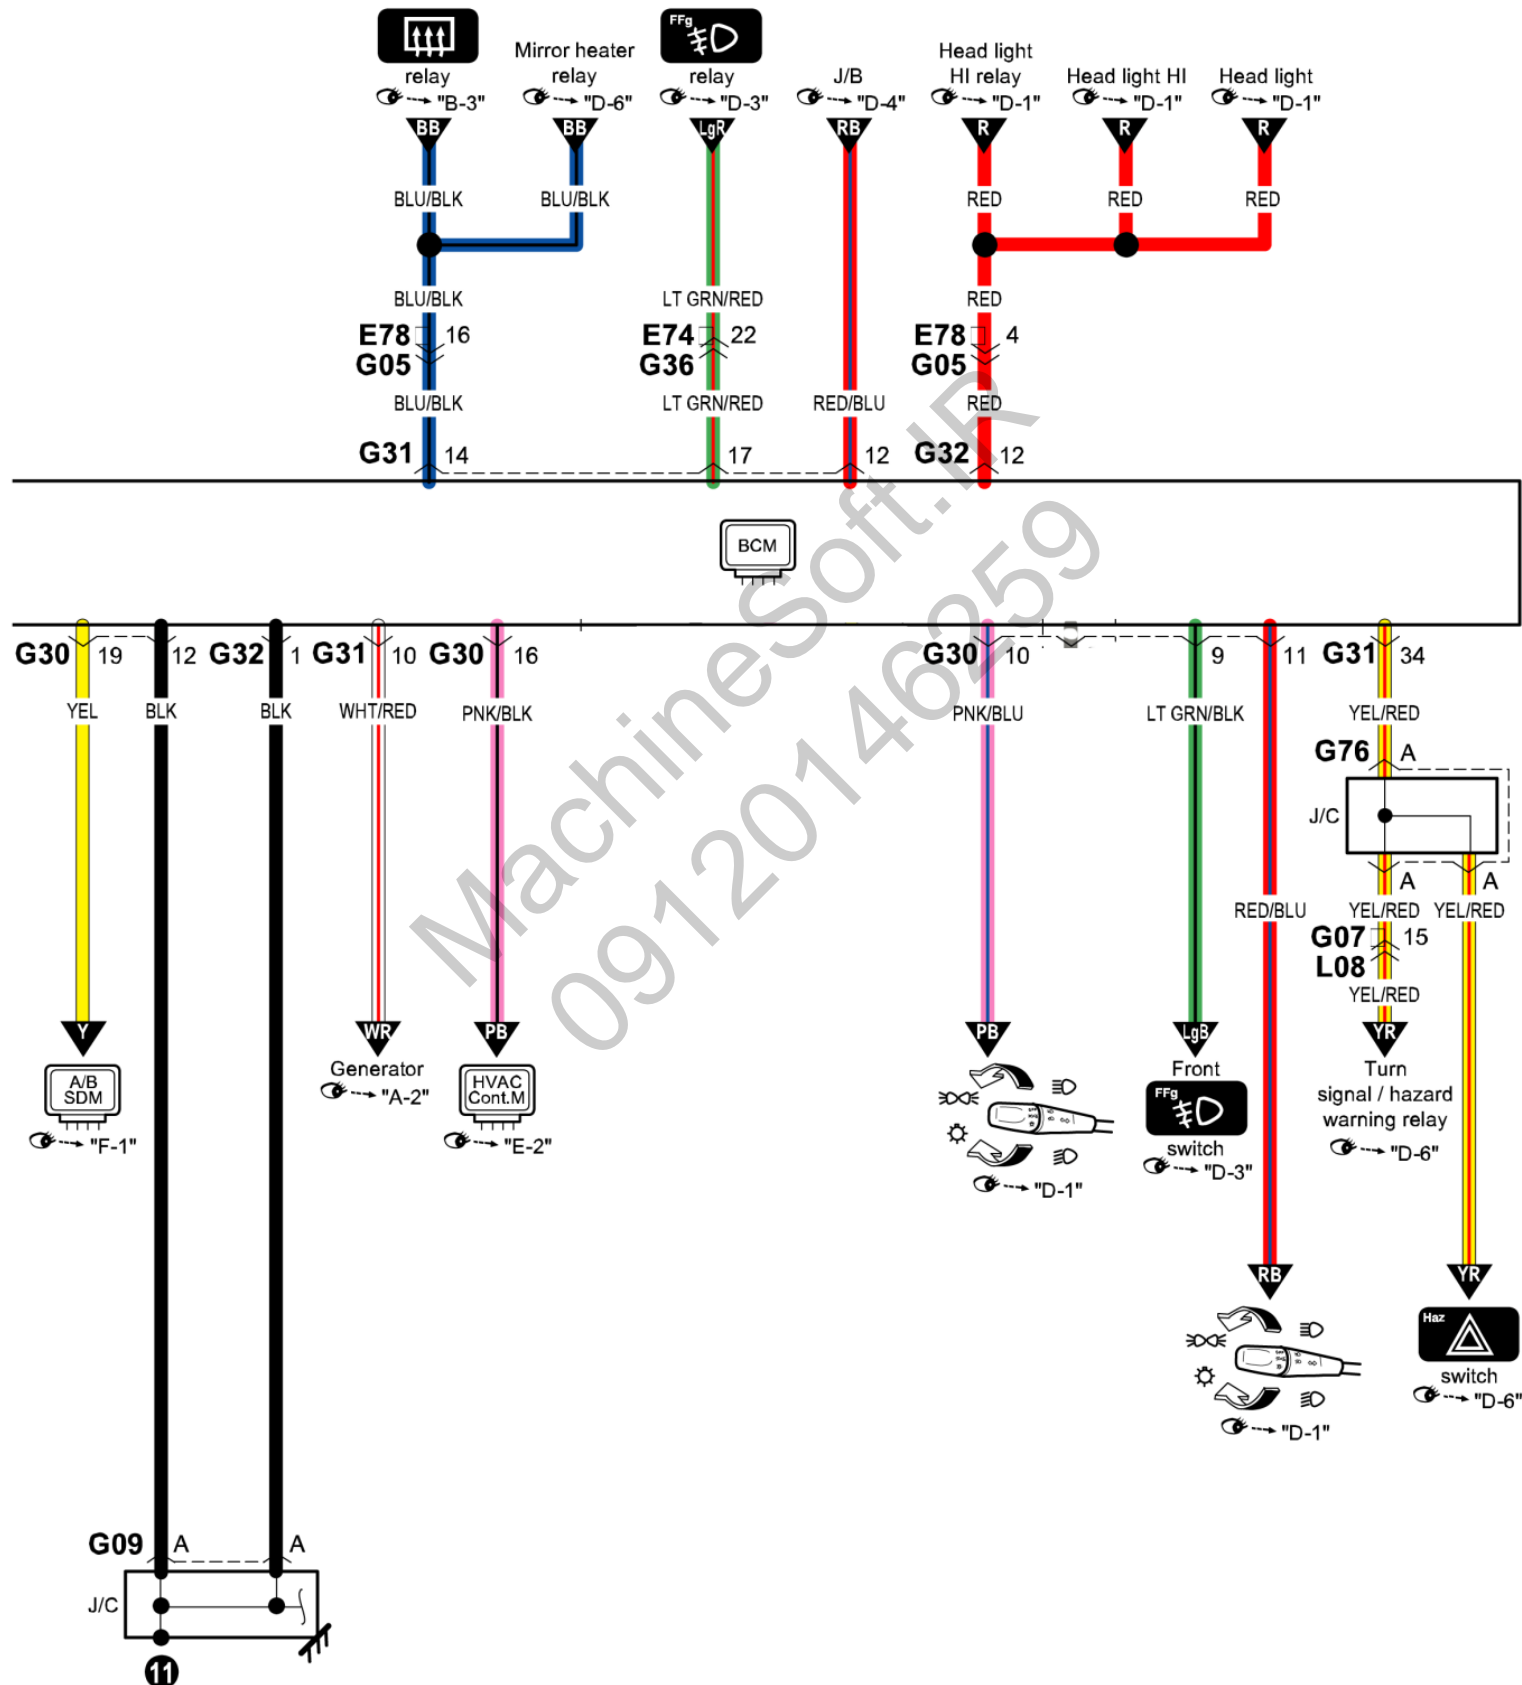 FFg
Mirror heater
Head light
relay
relay
relay
J/B
HI relay
Head light HI
Head light
"B-3"
"D-6"
"D-3"
"D-4"
"D-1"
"D-1"
"D-1"
BB
BB
LgR
RB
R
R
R
BLU/BLK
BLU/BLK
RED
RED
RED
BLU/BLK
LT GRN/RED
RED
E78
16
E74
22
E78
4
G05
G36
G05
BLU/BLK
LT GRN/RED
RED/BLU
RED
G31
14
17
12
G32
12
BCM
G30
19
12
G32
1
G31
10
G30
16
G30
10
9
11
G31
34
YEL
BLK
BLK
WHT/RED
PNK/BLK
PNK/BLU
LT GRN/BLK
YEL/RED
G76
A
J/C
A
A
RED/BLU
YEL/RED
YEL/RED
G07
15
L08
YEL/RED
Y
WR
PB
PB
LgB
YR
A/B
SDM
Generator
HVAC
Cont.M
Front
Turn
"A-2"
FFg
signal / hazard
warning relay
"F-1"
"E-2"
switch
"D-6"
"D-1"
"D-3"
RB
YR
Haz
switch
"D-6"
"D-1"
G09
A
A
J/C
11
MachineSoft.IR
09120146259